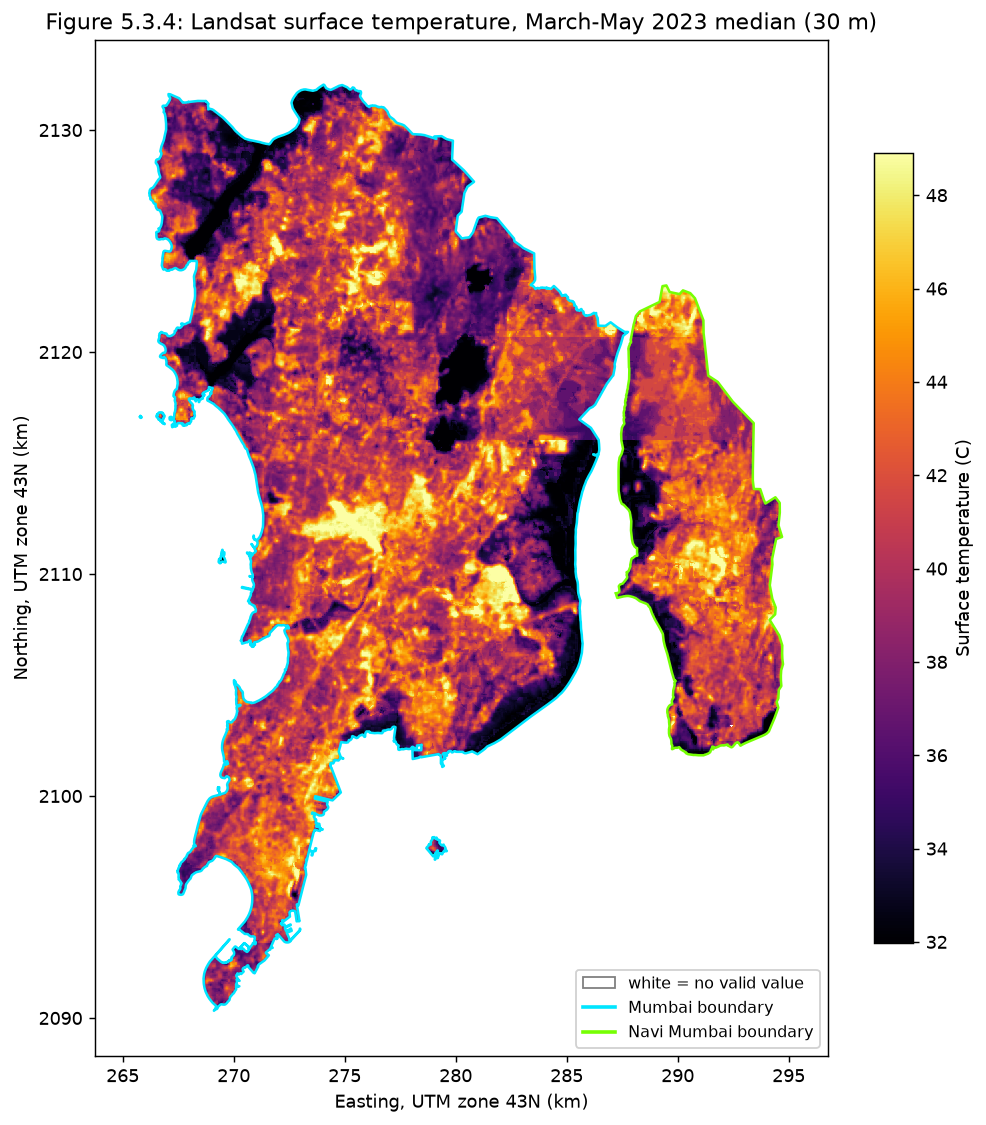 Figure 5.3.4: Landsat surface temperature, March-May 2023 median (30 m)
2130
2120
2110
2100
2090
Northing, UTM zone 43N (km)
265 270 275 280 285 290 295
Easting, UTM zone 43N (km)
white = no valid value
Mumbai boundary
Navi Mumbai boundary
48
46
44
42
40
38
36
34
32
Surface temperature (C)